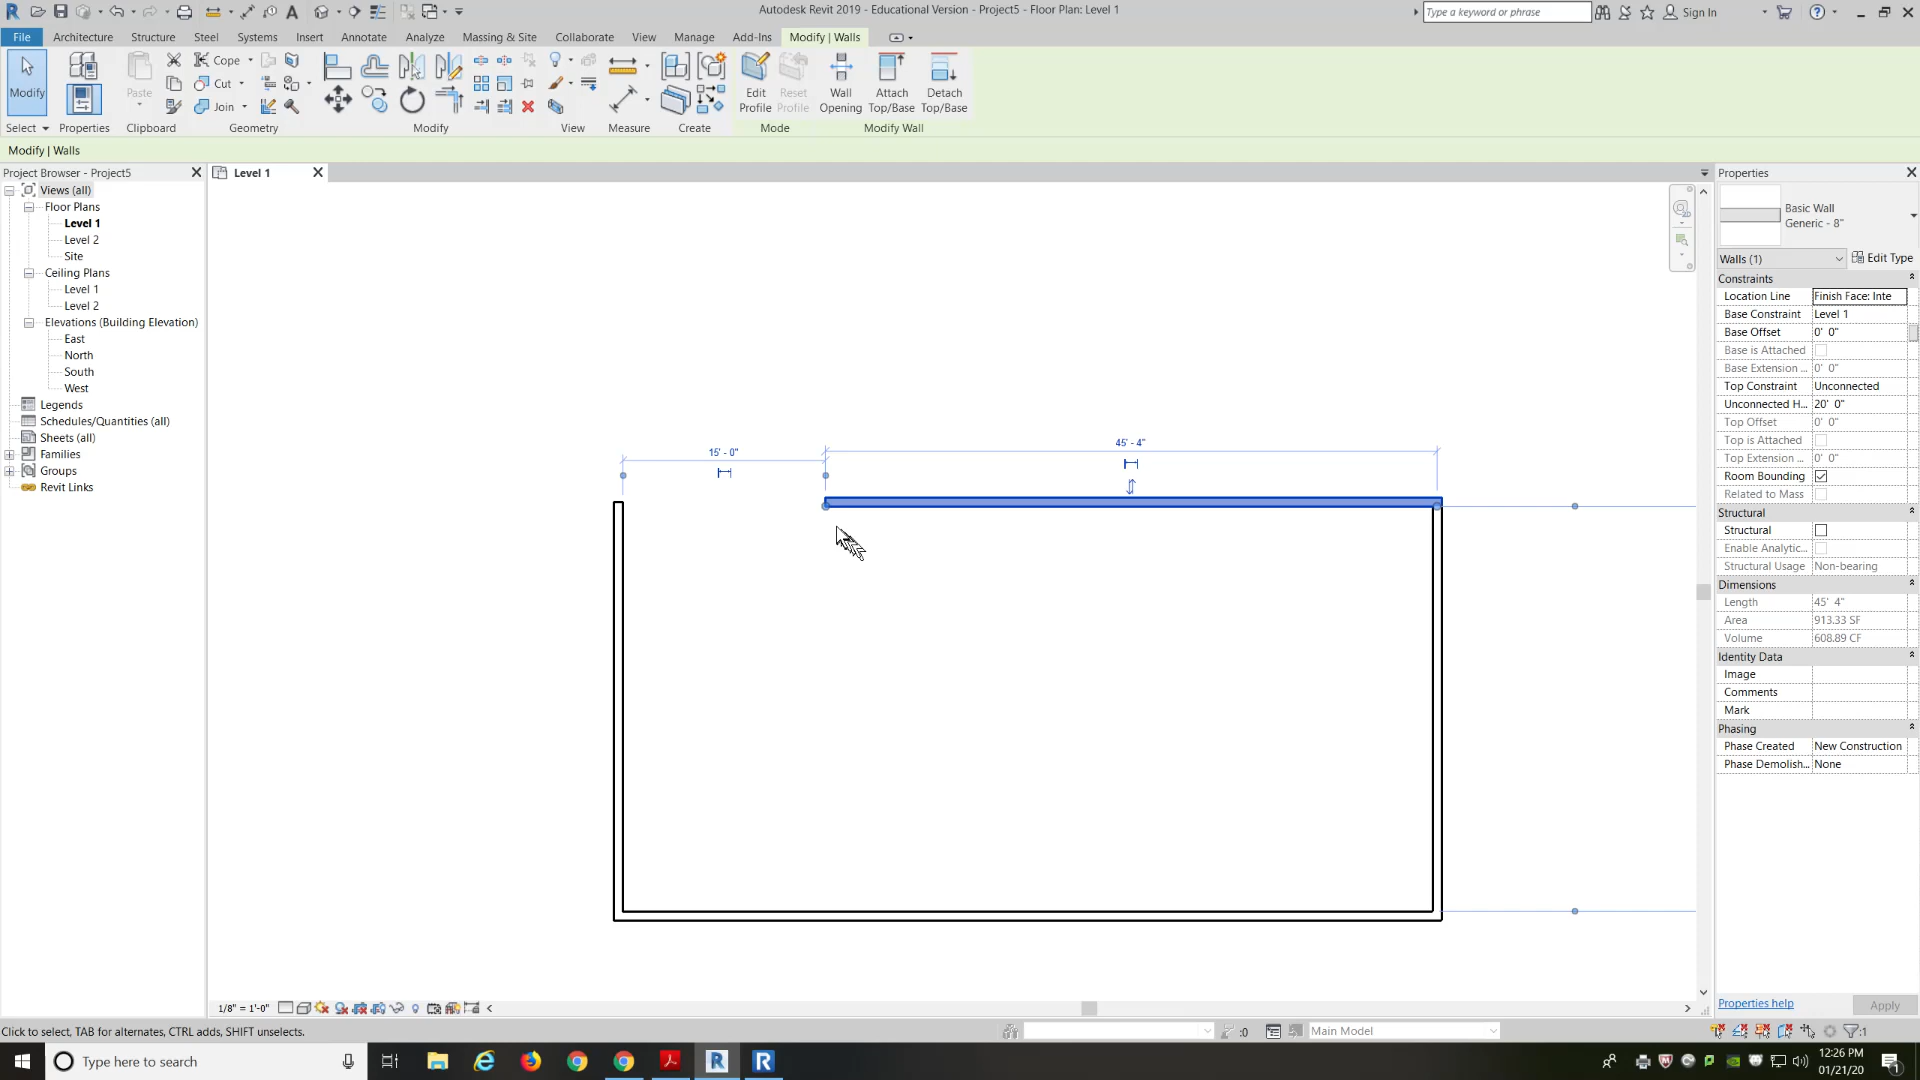 Autodesk Revit 2019 - Educational Version - Project5 - Floor Plan: Level 1
Type a keyword or phrase
Sign In
File
Architecture
Structure
Steel
Systems
Insert
Annotate
Analyze
Massing & Site
Collaborate
View
Manage
Add-Ins
Modify | Walls
Modify
Paste
Cope
Cut
Join
Edit
Profile
Reset
Profile
Wall
Opening
Attach
Top/Base
Detach
Top/Base
Select
Properties
Clipboard
Geometry
Modify
View
Measure
Create
Mode
Modify Wall
Modify | Walls
Project Browser - Project5
Views (all)
Floor Plans
Level 1
Level 2
Site
Ceiling Plans
Level 1
Level 2
Elevations (Building Elevation)
East
North
South
West
Legends
Schedules/Quantities (all)
Sheets (all)
Families
Groups
Revit Links
Level 1
15' - 0"
45' - 4"
Properties
Basic Wall
Generic - 8"
Walls (1)
Edit Type
Constraints
Location Line Finish Face: Inte
Base Constraint Level 1
Base Offset 0' 0"
Base is Attached
Base Extension ... 0' 0"
Top Constraint Unconnected
Unconnected H... 20' 0"
Top Offset 0' 0"
Top is Attached
Top Extension ... 0' 0"
Room Bounding
Related to Mass
Structural
Structural
Enable Analytic...
Structural Usage Non-bearing
Dimensions
Length 45' 4"
Area 913.33 SF
Volume 608.89 CF
Identity Data
Image
Comments
Mark
Phasing
Phase Created New Construction
Phase Demolish... None
Properties help
Apply
1/8" = 1'-0"
Click to select, TAB for alternates, CTRL adds, SHIFT unselects.
:0
Main Model
:1
Type here to search
12:26 PM
01/21/20
1